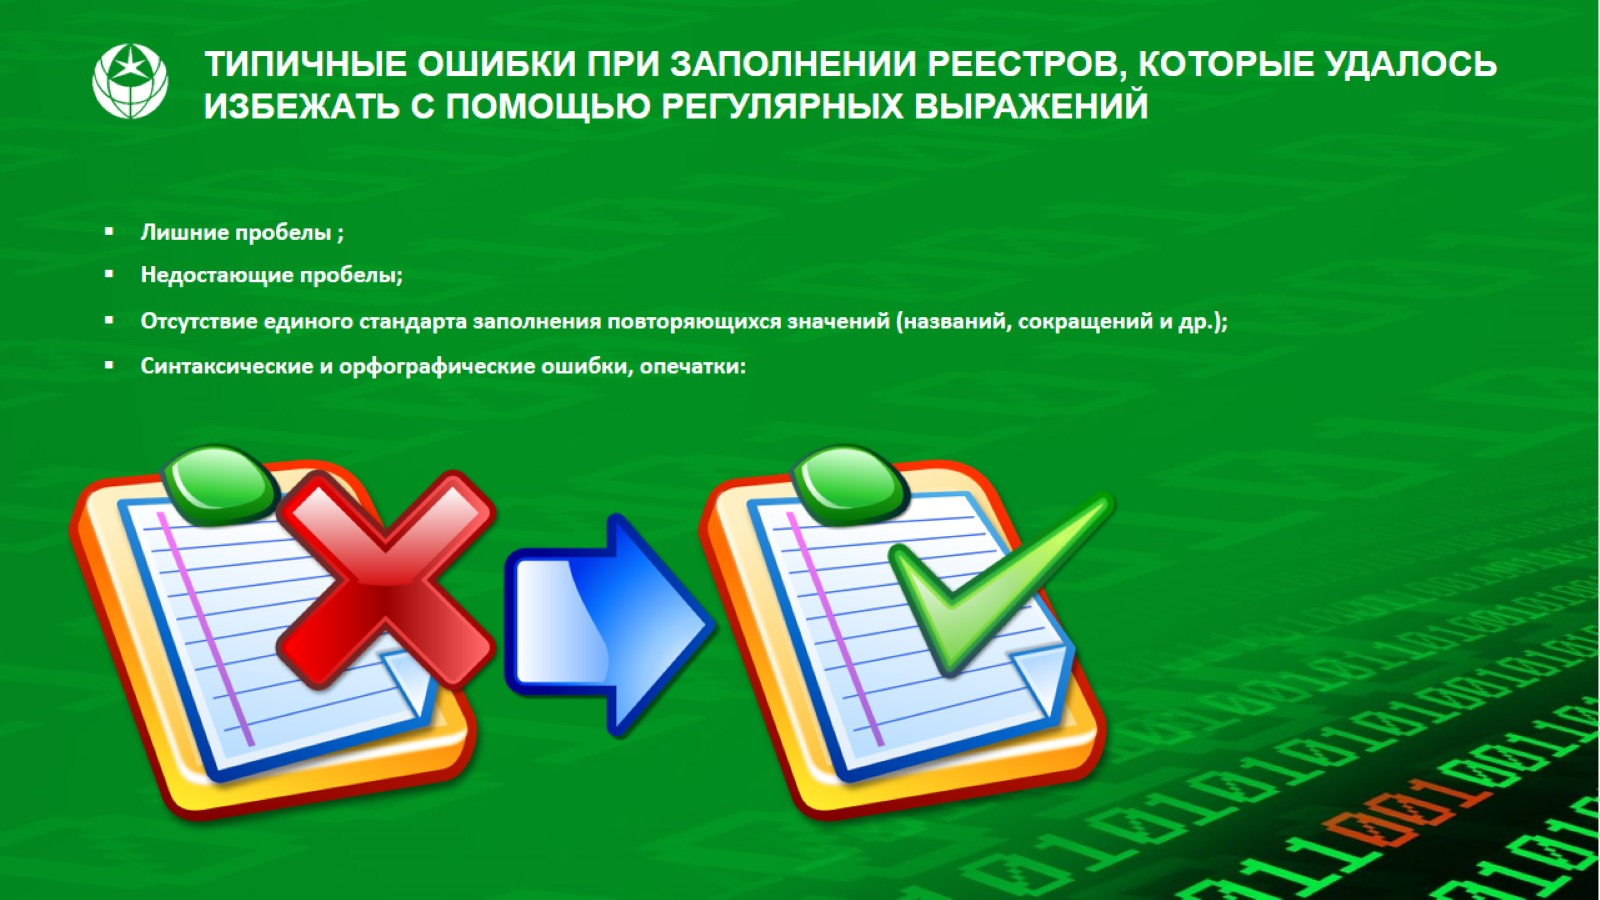 ТИПИЧНЫЕ ОШИБКИ ПРИ ЗАПОЛНЕНИИ РЕЕСТРОВ, КОТОРЫЕ УДАЛОСЬ
ИЗБЕЖАТЬ С ПОМОЩЬЮ РЕГУЛЯРНЫХ ВЫРАЖЕНИЙ
▪ Лишние пробелы ;
▪ Недостающие пробелы;
▪ Отсутствие единого стандарта заполнения повторяющихся значений (названий, сокращений и др.);
▪ Синтаксические и орфографические ошибки, опечатки: